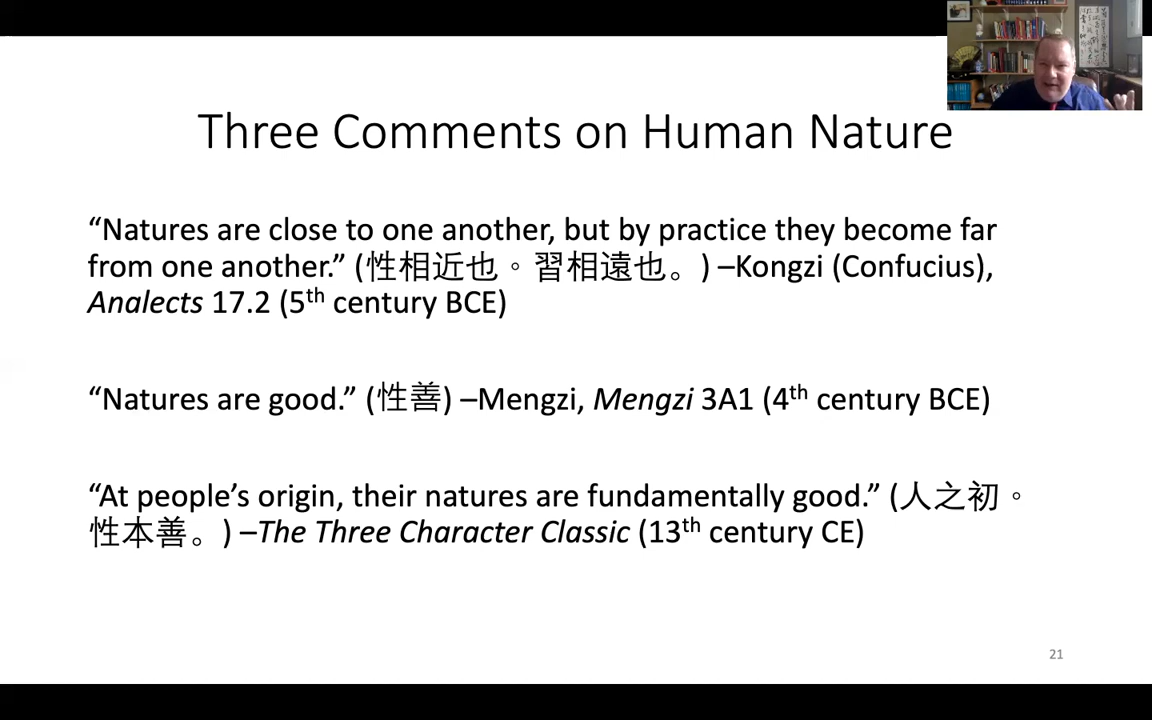 Three Comments on Human Nature
“Natures are close to one another, but by practice they become far
from one another.” (性相近也。習相遠也。) –Kongzi (Confucius),
Analects 17.2 (5th century BCE)
“Natures are good.” (性善) –Mengzi, Mengzi 3A1 (4th century BCE)
“At people’s origin, their natures are fundamentally good.” (人之初。
性本善。) –The Three Character Classic (13th century CE)
21